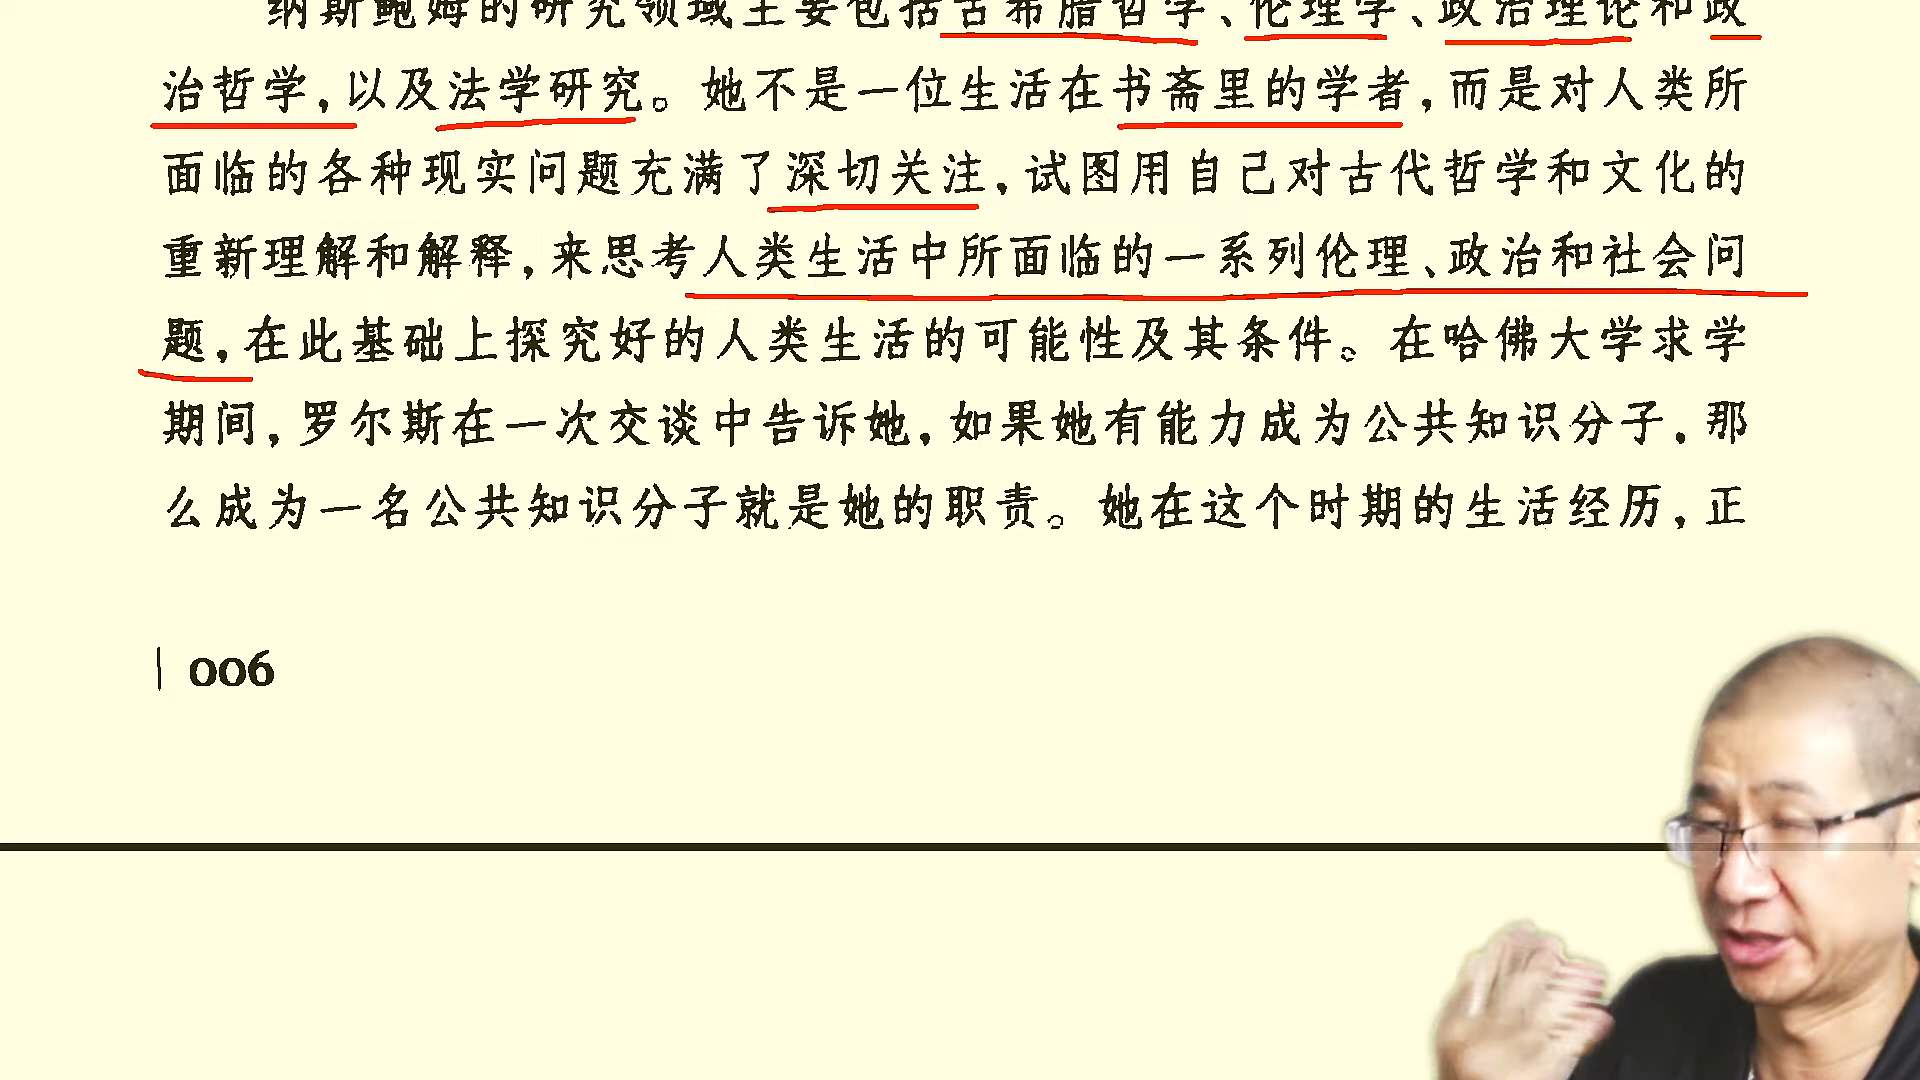 纳斯鲍姆的研究领域主要包括古希腊哲学、伦理学、政治理论和政
治哲学,以及法学研究。她不是一位生活在书斋里的学者,而是对人类所
面临的各种现实问题充满了深切关注,试图用自己对古代哲学和文化的
重新理解和解释,来思考人类生活中所面临的一系列伦理、政治和社会问
题,在此基础上探究好的人类生活的可能性及其条件。在哈佛大学求学
期间,罗尔斯在一次交谈中告诉她,如果她有能力成为公共知识分子,那
么成为一名公共知识分子就是她的职责。她在这个时期的生活经历,正
006